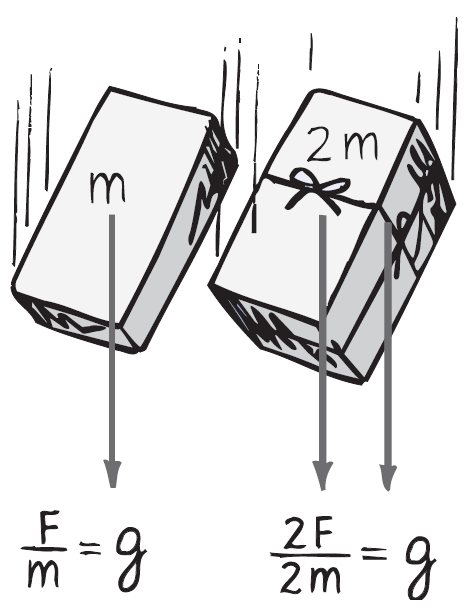 m
2m
F/m = g
2F/2m = g